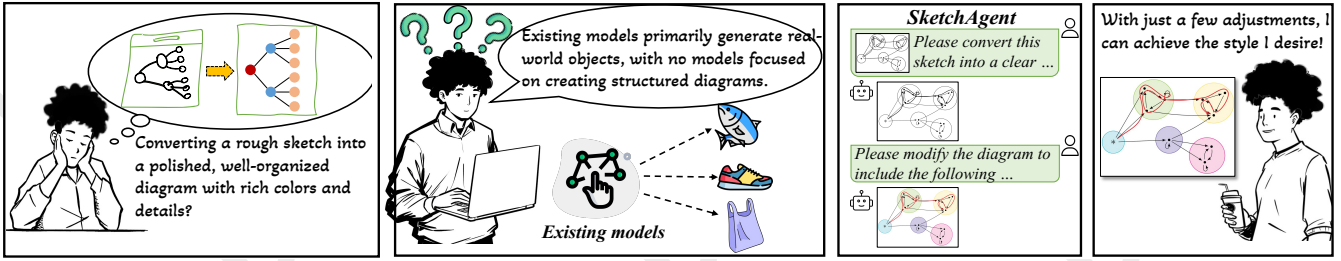 Converting a rough sketch into
a polished, well-organized
diagram with rich colors and
details?
Existing models primarily generate real-
world objects, with no models focused
on creating structured diagrams.
Existing models
SketchAgent
Please convert this
sketch into a clear ...
Please modify the diagram to
include the following ...
With just a few adjustments, I
can achieve the style I desire!